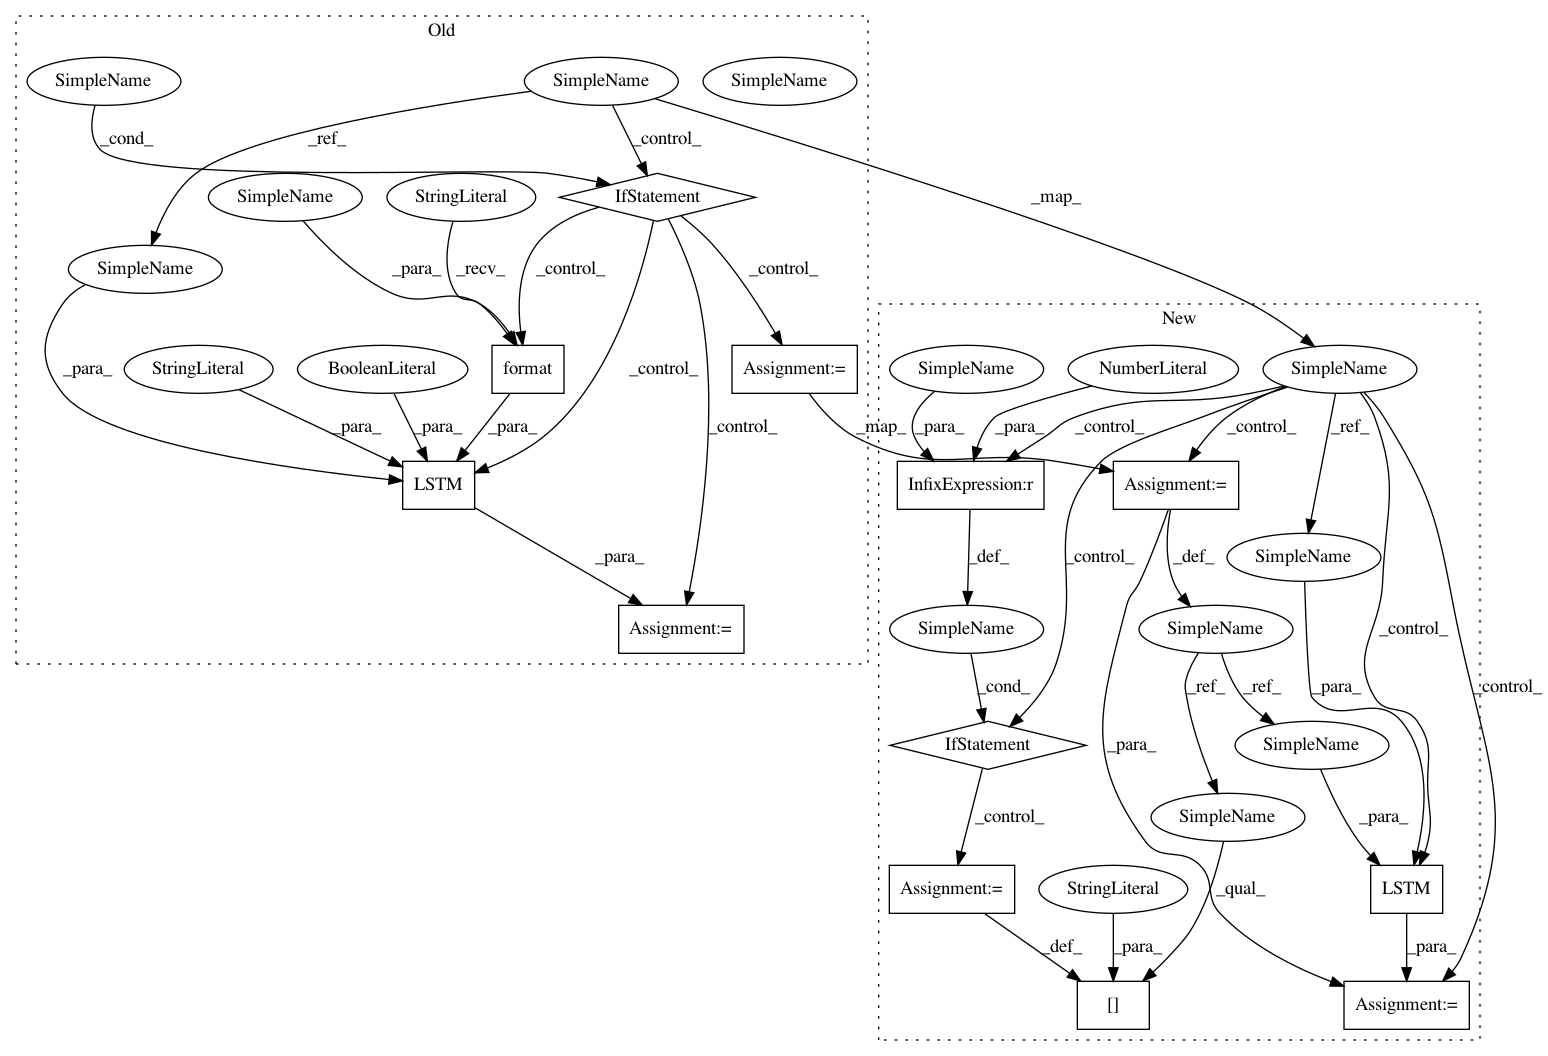 Old
SimpleName
SimpleName
SimpleName
_cond_
_ref_
_control_
SimpleName
StringLiteral
IfStatement
_map_
SimpleName
_para_
_recv_
_control_
_control_
New
StringLiteral
BooleanLiteral
format
_para_
_control_
Assignment:=
SimpleName
NumberLiteral
SimpleName
_para_
_para_
_para_
_control_
_map_
_para_
_para_
_control_
_control_
_ref_
LSTM
InfixExpression:r
Assignment:=
_para_
_def_
_control_
_def_
SimpleName
_control_
Assignment:=
SimpleName
SimpleName
_cond_
_ref_
_ref_
_para_
_control_
IfStatement
_para_
SimpleName
_control_
SimpleName
_para_
Assignment:=
StringLiteral
_qual_
LSTM
_def_
_para_
_para_
[]
Assignment:=